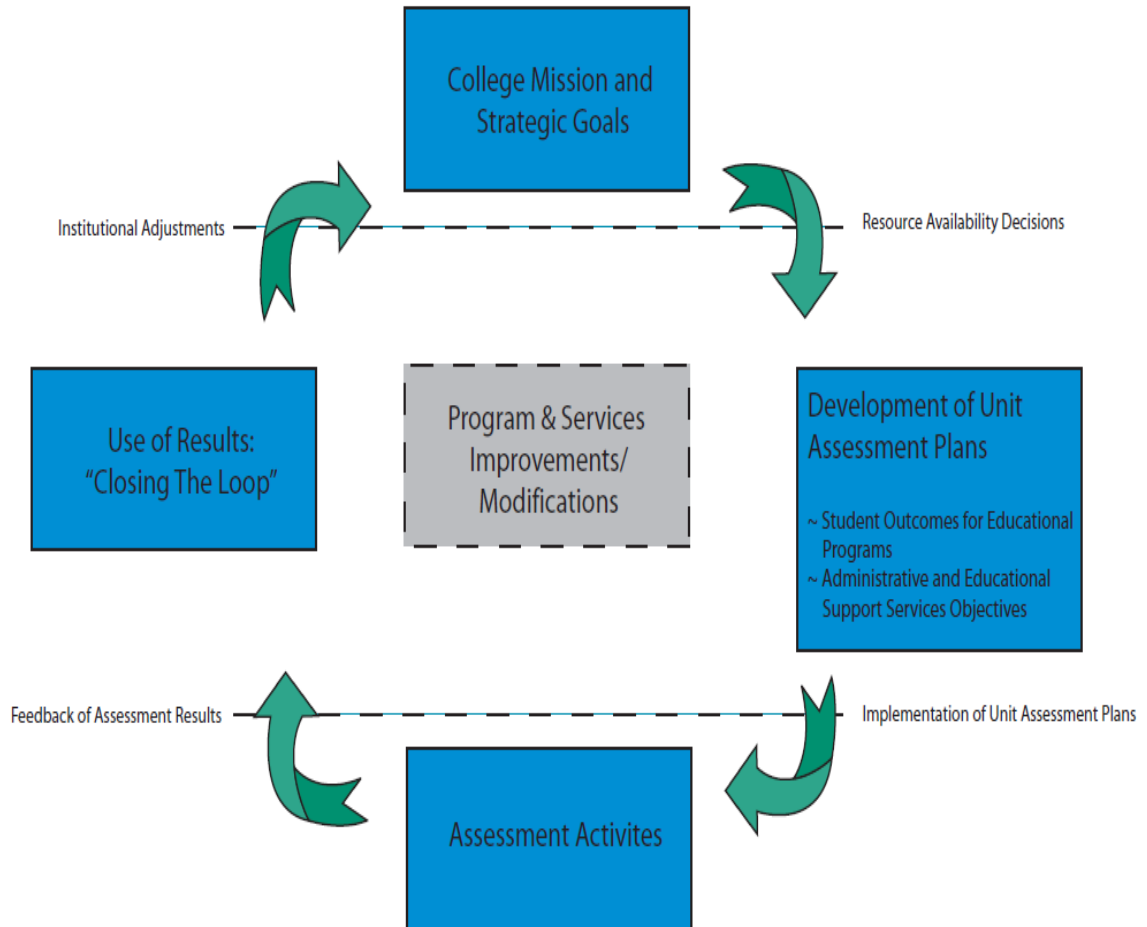 College Mission and
Strategic Goals
Institutional Adjustments
Resource Availability Decisions
Use of Results:
“Closing The Loop”
Program & Services
Improvements/
Modifications
Development of Unit
Assessment Plans
~ Student Outcomes for Educational
Programs
~ Administrative and Educational
Support Services Objectives
Feedback of Assessment Results
Implementation of Unit Assessment Plans
Assessment Activites